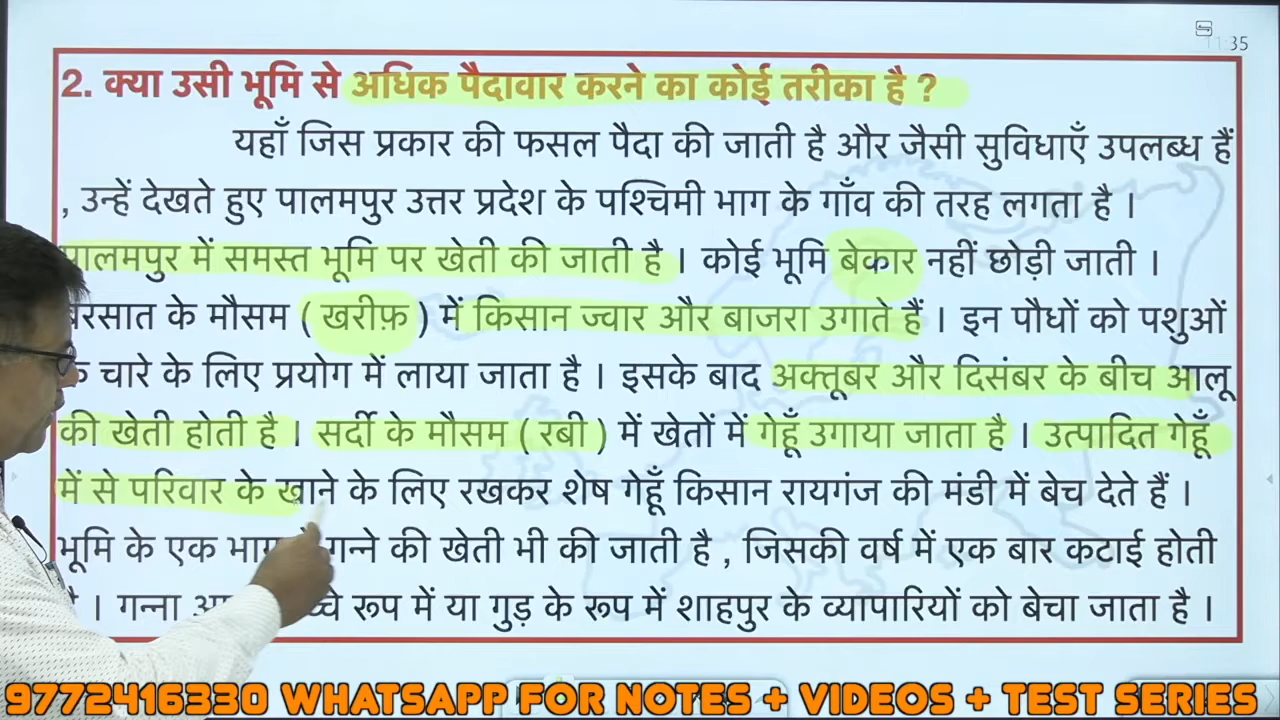 11:35
2. क्या उसी भूमि से अधिक पैदावार करने का कोई तरीका है ?
यहाँ जिस प्रकार की फसल पैदा की जाती है और जैसी सुविधाएँ उपलब्ध हैं
, उन्हें देखते हुए पालमपुर उत्तर प्रदेश के पश्चिमी भाग के गाँव की तरह लगता है ।
पालमपुर में समस्त भूमि पर खेती की जाती है । कोई भूमि बेकार नहीं छोड़ी जाती ।
बरसात के मौसम ( खरीफ़ ) में किसान ज्वार और बाजरा उगाते हैं । इन पौधों को पशुओं
के चारे के लिए प्रयोग में लाया जाता है । इसके बाद अक्तूबर और दिसंबर के बीच आलू
की खेती होती है । सर्दी के मौसम ( रबी ) में खेतों में गेहूँ उगाया जाता है । उत्पादित गेहूँ
में से परिवार के खाने के लिए रखकर शेष गेहूँ किसान रायगंज की मंडी में बेच देते हैं ।
भूमि के एक गन्ने की खेती भी की जाती है , जिसकी वर्ष में एक बार कटाई होती
। गन्ना रूप में या गुड़ के रूप में शाहपुर के व्यापारियों को बेचा जाता है ।
9772416330 WHATSAPP FOR NOTES + VIDEOS + TEST SERIES